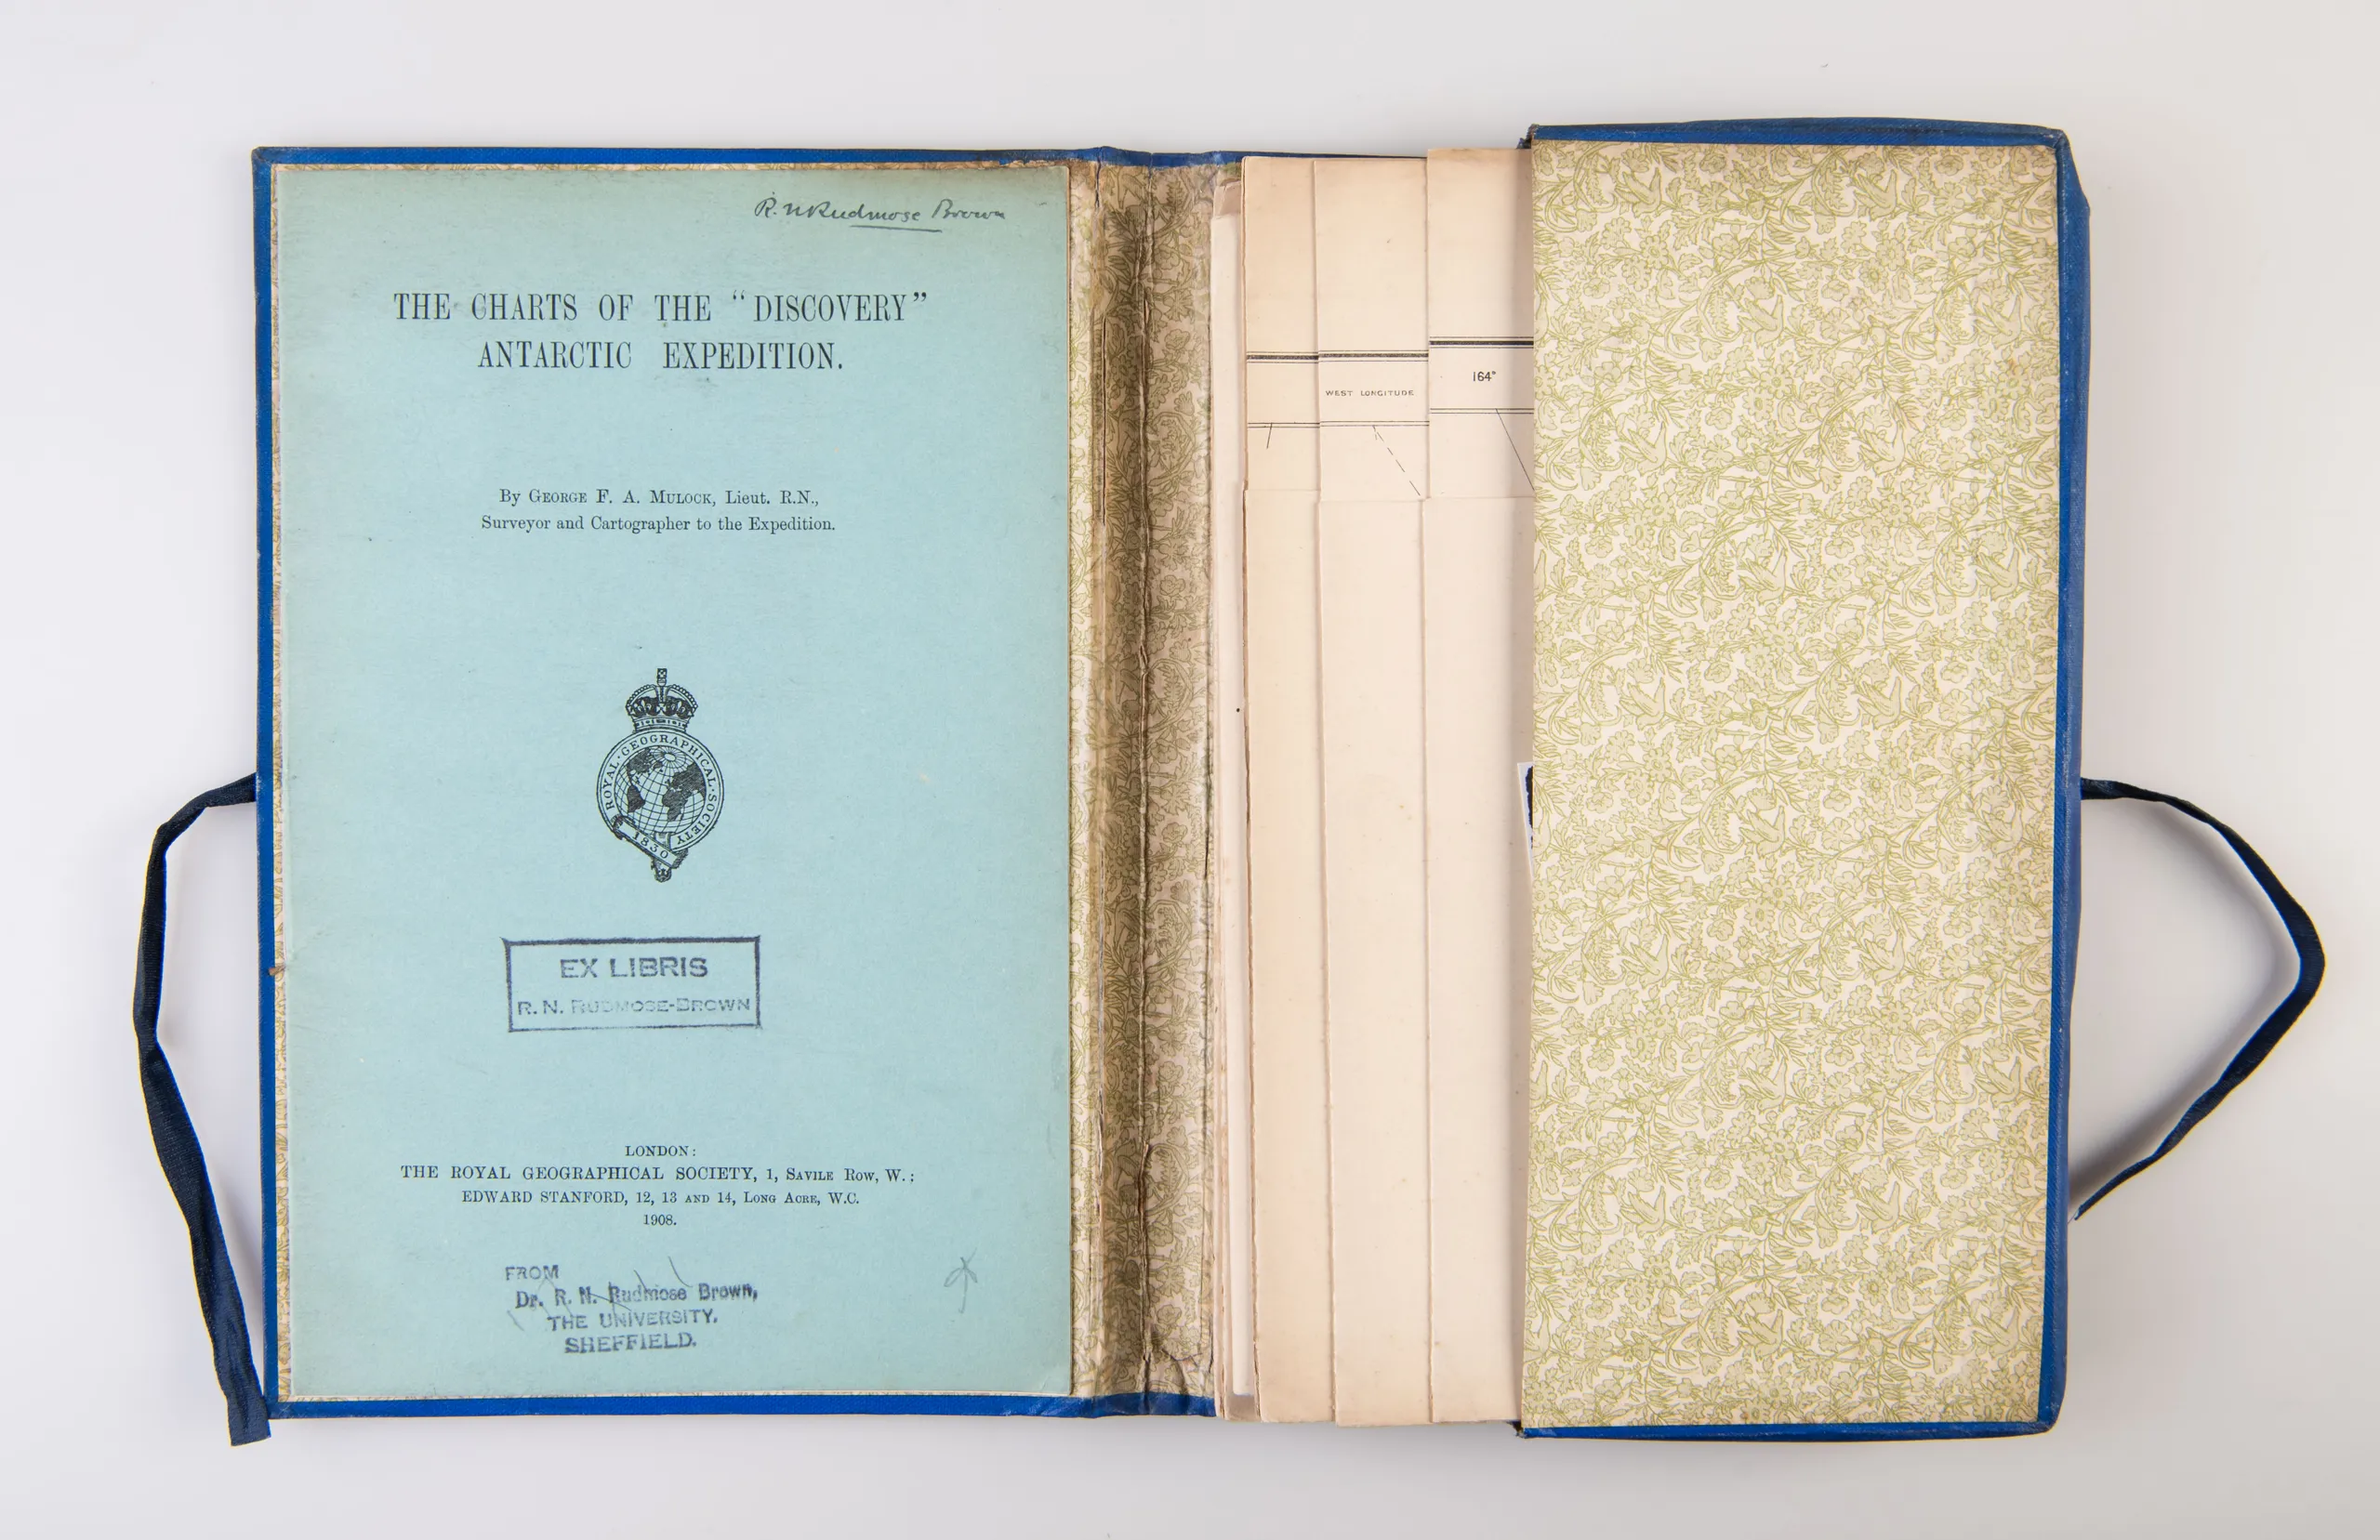 R. N Rudmose Brown
THE CHARTS OF THE “DISCOVERY”
ANTARCTIC EXPEDITION.
By GEORGE F. A. MULOCK, Lieut. R.N.,
Surveyor and Cartographer to the Expedition.
ROYAL·GEOGRAPHICAL·SOCIETY
1830
EX LIBRIS
R. N. RUDMOSE-BROWN
LONDON:
THE ROYAL GEOGRAPHICAL SOCIETY, 1, SAVILE ROW, W.;
EDWARD STANFORD, 12, 13 AND 14, LONG ACRE, W.C.
1908.
FROM
Dr. R. N. Rudmose Brown,
THE UNIVERSITY,
SHEFFIELD.
WEST LONGITUDE
164°